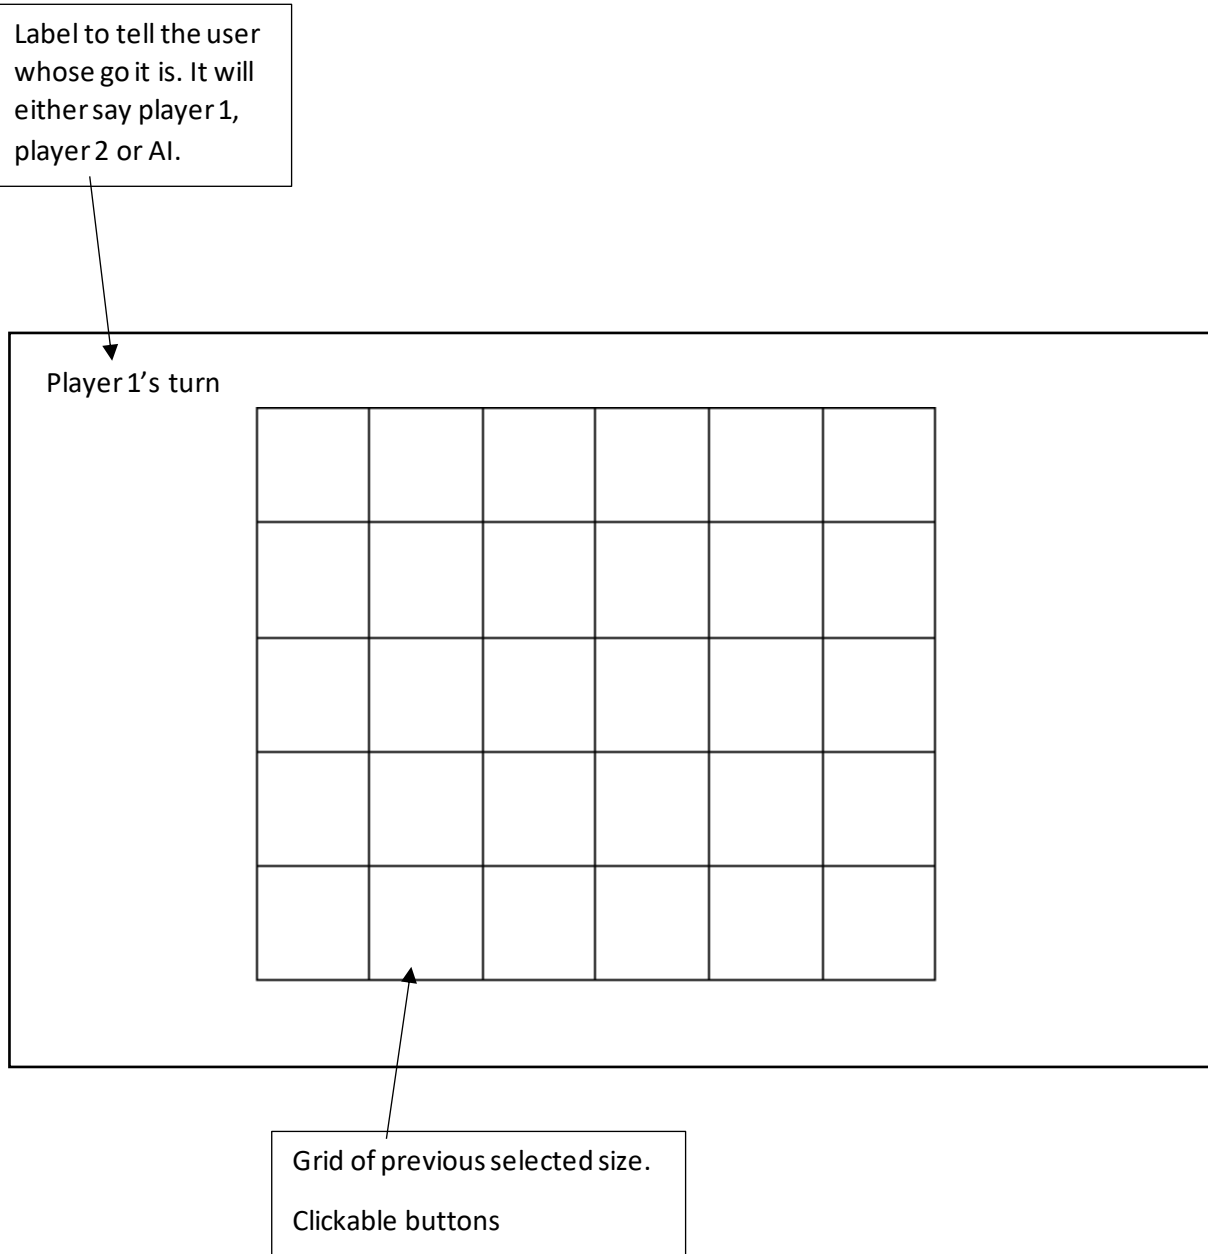 Label to tell the user
whose go it is. It will
either say player 1,
player 2 or AI.
Player 1’s turn
Grid of previous selected size.
Clickable buttons